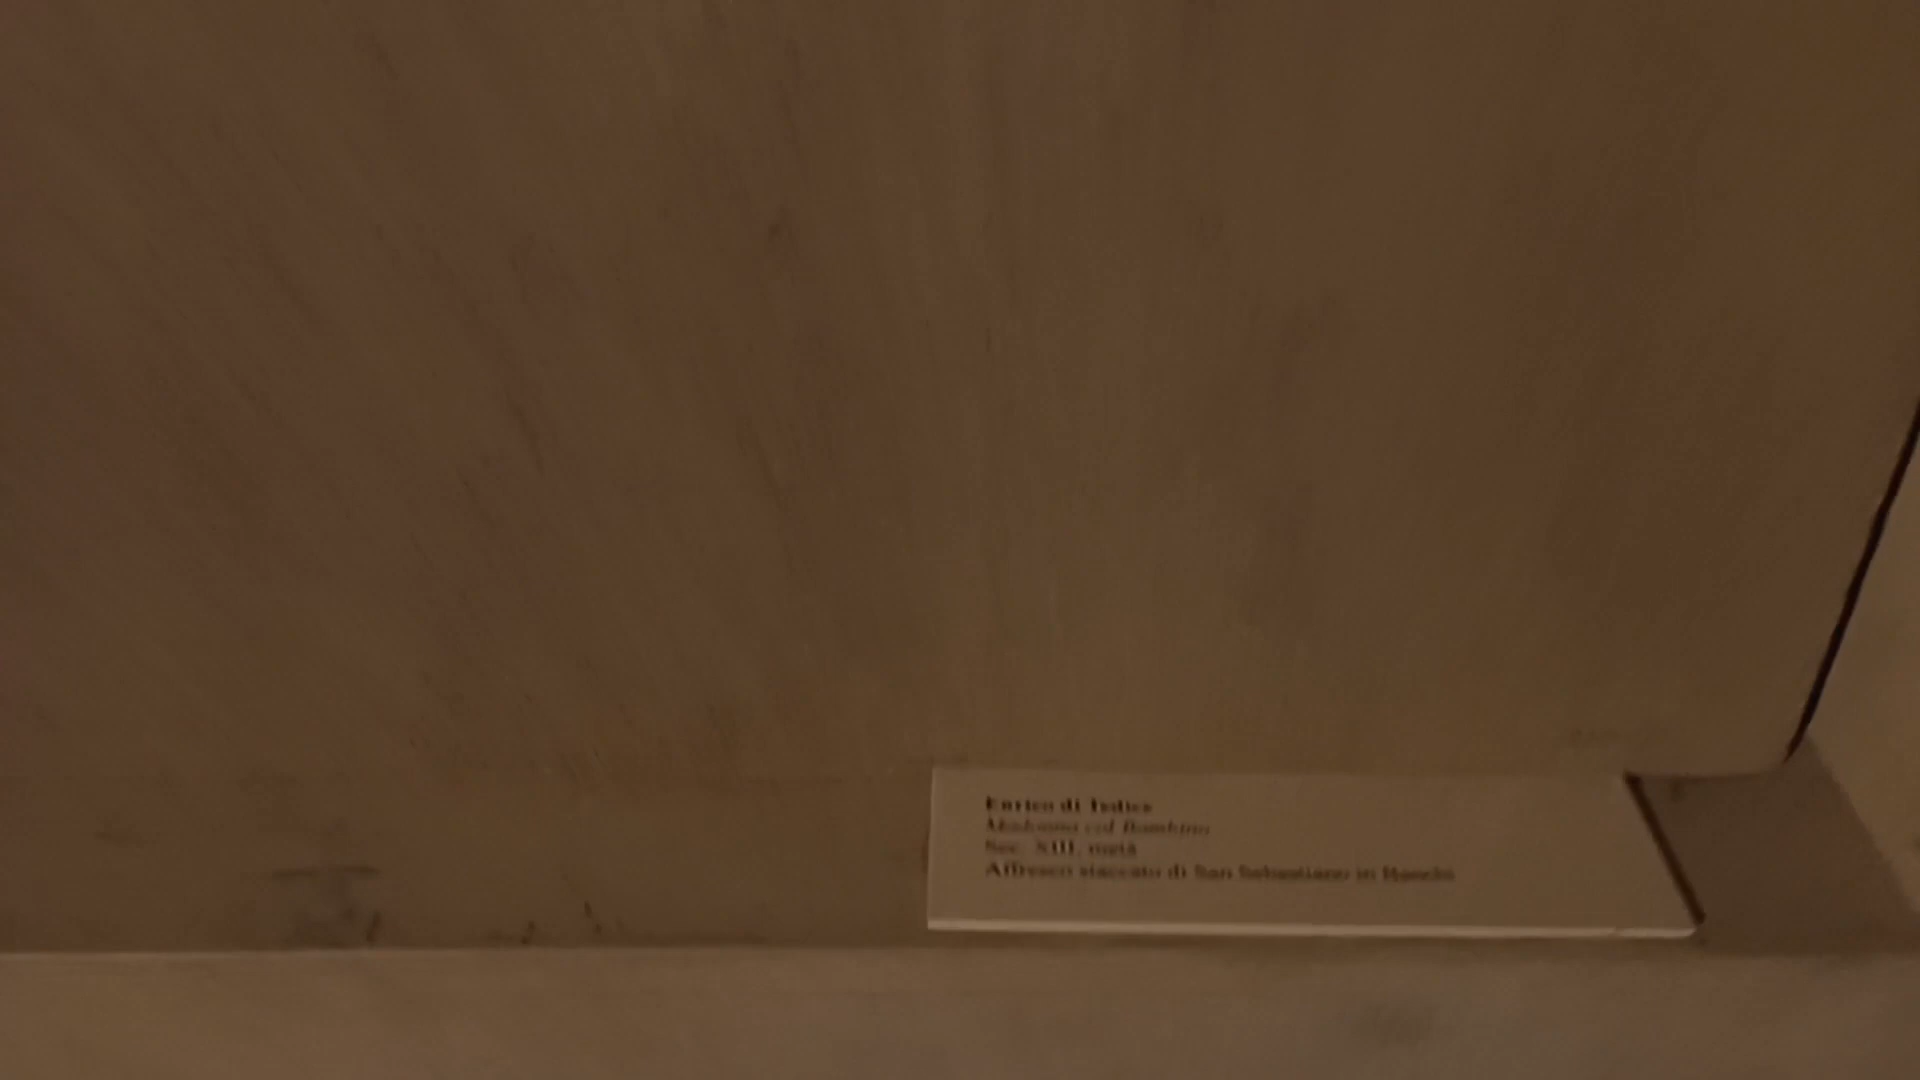 Enrico di Tedice
Madonna col Bambino
Sec. XIII, metà
Affresco staccato di San Sebastiano in Banchi